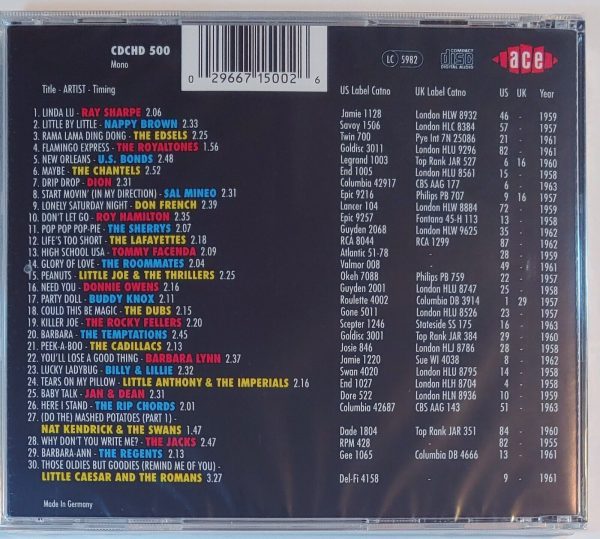 CDCHD 500
Mono
0 29667 15002 6
LC 5982
COMPACT disc DIGITAL AUDIO
ace
Title - ARTIST - Timing US Label Catno UK Label Catno US UK Year
1. LINDA LU - RAY SHARPE 2.06 Jamie 1128 London HLW 8932 46 - 1959
2. LITTLE BY LITTLE - NAPPY BROWN 2.33 Savoy 1506 London HLC 8384 57 - 1957
3. RAMA LAMA DING DONG - THE EDSELS 2.25 Twin 700 Pye Int 7N 25086 21 - 1961
4. FLAMINGO EXPRESS - THE ROYALTONES 1.56 Goldisc 3011 London HLU 9296 82 - 1961
5. NEW ORLEANS - U.S. BONDS 2.48 Legrand 1003 Top Rank JAR 527 6 16 1960
6. MAYBE - THE CHANTELS 2.52 End 1005 London HLU 8561 15 - 1958
7. DRIP DROP - DION 2.31 Columbia 42917 CBS AAG 177 6 - 1963
8. START MOVIN' (IN MY DIRECTION) - SAL MINEO 2.31 Epic 9216 Philips PB 707 9 16 1957
9. LONELY SATURDAY NIGHT - DON FRENCH 2.39 Lancer 104 London HLW 8884 72 - 1959
10. DON'T LET GO - ROY HAMILTON 2.35 Epic 9257 Fontana 45-H 113 13 - 1958
11. POP POP POP-PIE - THE SHERRYS 2.07 Guyden 2068 London HLW 9625 35 - 1962
12. LIFE'S TOO SHORT - THE LAFAYETTES 2.18 RCA 8044 RCA 1299 87 - 1962
13. HIGH SCHOOL USA - TOMMY FACENDA 2.09 Atlantic 51-78 - 28 - 1959
14. GLORY OF LOVE - THE ROOMMATES 2.04 Valmor 008 - 49 - 1961
15. PEANUTS - LITTLE JOE & THE THRILLERS 2.25 Okeh 7088 Philips PB 759 22 - 1957
16. NEED YOU - DONNIE OWENS 2.16 Guyden 2001 London HLU 8747 25 - 1958
17. PARTY DOLL - BUDDY KNOX 2.11 Roulette 4002 Columbia DB 3914 1 29 1957
18. COULD THIS BE MAGIC - THE DUBS 2.15 Gone 5011 London HLU 8526 23 - 1957
19. KILLER JOE - THE ROCKY FELLERS 2.20 Scepter 1246 Stateside SS 175 16 - 1963
20. BARBARA - THE TEMPTATIONS 2.45 Goldisc 3001 Top Rank JAR 384 29 - 1960
21. PEEK-A-BOO - THE CADILLACS 2.13 Josie 846 London HLJ 8786 28 - 1958
22. YOU'LL LOSE A GOOD THING - BARBARA LYNN 2.37 Jamie 1220 Sue WI 4038 8 - 1962
23. LUCKY LADYBUG - BILLY & LILLIE 2.32 Swan 4020 London HLU 8795 14 - 1958
24. TEARS ON MY PILLOW - LITTLE ANTHONY & THE IMPERIALS 2.16 End 1027 London HLH 8704 4 - 1958
25. BABY TALK - JAN & DEAN 2.31 Dore 522 London HLN 8936 10 - 1959
26. HERE I STAND - THE RIP CHORDS 2.01 Columbia 42687 CBS AAG 143 51 - 1963
27. (DO THE) MASHED POTATOES (PART 1) -
NAT KENDRICK & THE SWANS 1.47 Dade 1804 Top Rank JAR 351 84 - 1960
28. WHY DON'T YOU WRITE ME? - THE JACKS 2.47 RPM 428 - 82 - 1955
29. BARBARA-ANN - THE REGENTS 2.13 Gee 1065 Columbia DB 4666 13 - 1961
30. THOSE OLDIES BUT GOODIES (REMIND ME OF YOU) -
LITTLE CAESAR AND THE ROMANS 3.27 Del-Fi 4158 - 9 - 1961
Made in Germany